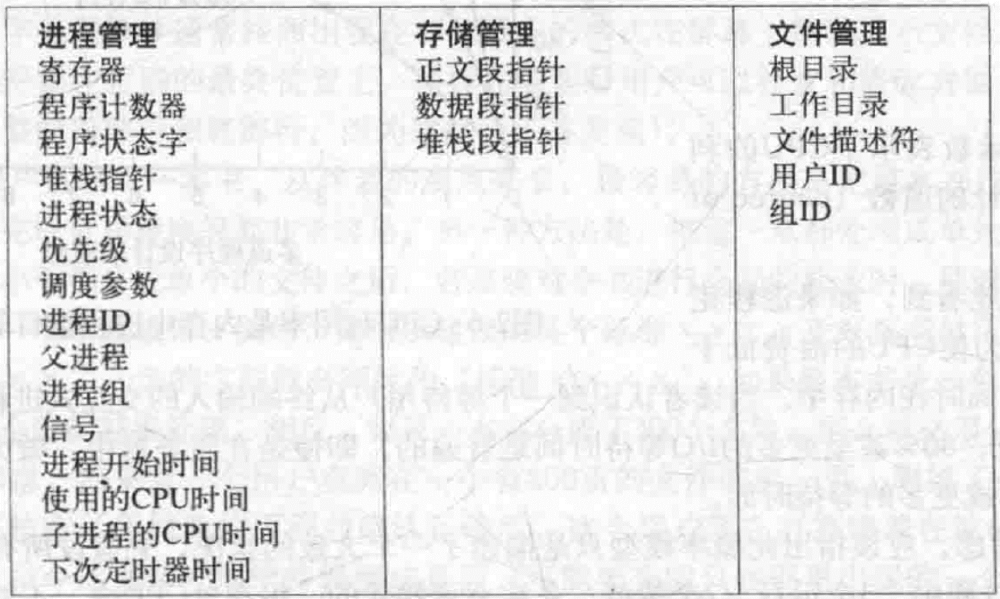 进程管理
寄存器
程序计数器
程序状态字
堆栈指针
进程状态
优先级
调度参数
进程ID
父进程
进程组
信号
进程开始时间
使用的CPU时间
子进程的CPU时间
下次定时器时间
存储管理
正文段指针
数据段指针
堆栈段指针
文件管理
根目录
工作目录
文件描述符
用户ID
组ID